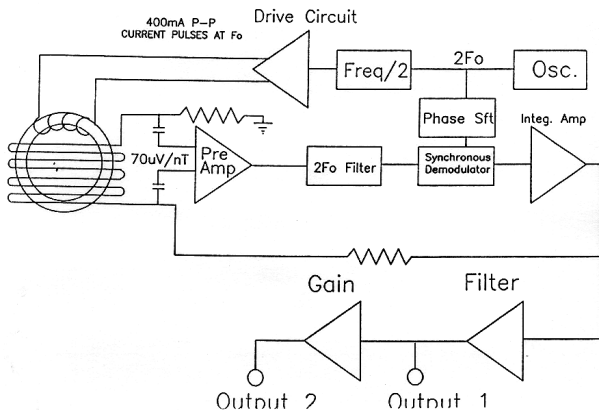 Drive Circuit
400mA P-P
CURRENT PULSES AT Fo
Freq/2
2Fo
Osc.
Phase Sft
Integ. Amp
70uV/nT
Pre
Amp
2Fo Filter
Synchronous
Demodulator
Gain
Filter
Output 2
Output 1